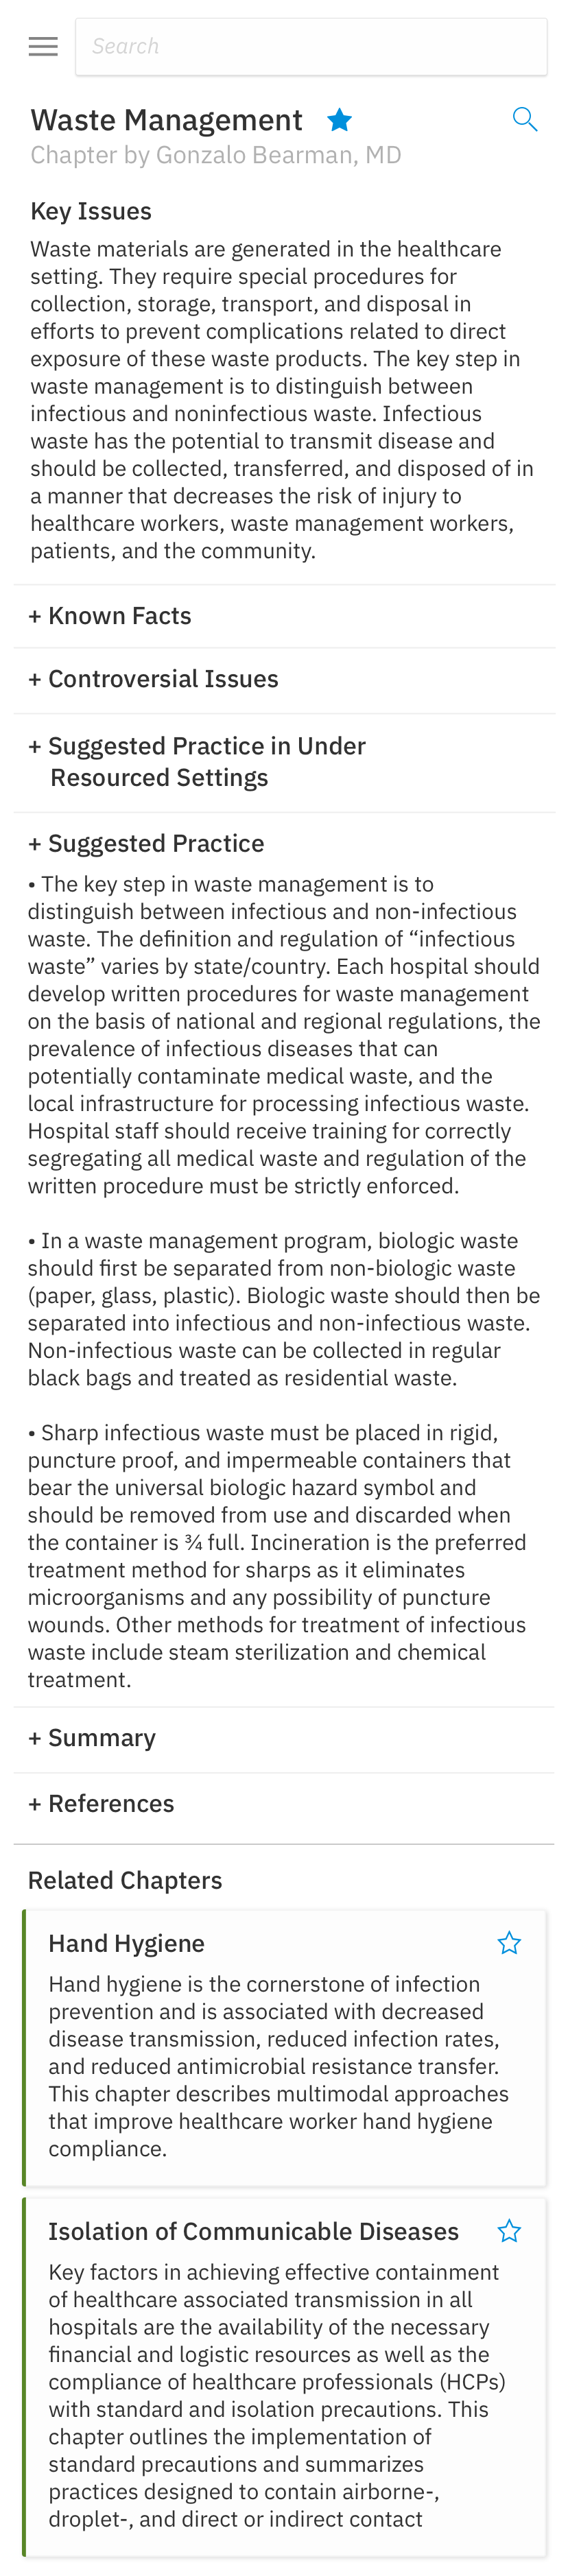 Search
Waste Management
Chapter by Gonzalo Bearman, MD
Key Issues
Waste materials are generated in the healthcare
setting. They require special procedures for
collection, storage, transport, and disposal in
efforts to prevent complications related to direct
exposure of these waste products. The key step in
waste management is to distinguish between
infectious and noninfectious waste. Infectious
waste has the potential to transmit disease and
should be collected, transferred, and disposed of in
a manner that decreases the risk of injury to
healthcare workers, waste management workers,
patients, and the community.
+ Known Facts
+ Controversial Issues
+ Suggested Practice in Under
Resourced Settings
+ Suggested Practice
• The key step in waste management is to
distinguish between infectious and non-infectious
waste. The definition and regulation of “infectious
waste” varies by state/country. Each hospital should
develop written procedures for waste management
on the basis of national and regional regulations, the
prevalence of infectious diseases that can
potentially contaminate medical waste, and the
local infrastructure for processing infectious waste.
Hospital staff should receive training for correctly
segregating all medical waste and regulation of the
written procedure must be strictly enforced.
• In a waste management program, biologic waste
should first be separated from non-biologic waste
(paper, glass, plastic). Biologic waste should then be
separated into infectious and non-infectious waste.
Non-infectious waste can be collected in regular
black bags and treated as residential waste.
• Sharp infectious waste must be placed in rigid,
puncture proof, and impermeable containers that
bear the universal biologic hazard symbol and
should be removed from use and discarded when
the container is ¾ full. Incineration is the preferred
treatment method for sharps as it eliminates
microorganisms and any possibility of puncture
wounds. Other methods for treatment of infectious
waste include steam sterilization and chemical
treatment.
+ Summary
+ References
Related Chapters
Hand Hygiene
Hand hygiene is the cornerstone of infection
prevention and is associated with decreased
disease transmission, reduced infection rates,
and reduced antimicrobial resistance transfer.
This chapter describes multimodal approaches
that improve healthcare worker hand hygiene
compliance.
Isolation of Communicable Diseases
Key factors in achieving effective containment
of healthcare associated transmission in all
hospitals are the availability of the necessary
financial and logistic resources as well as the
compliance of healthcare professionals (HCPs)
with standard and isolation precautions. This
chapter outlines the implementation of
standard precautions and summarizes
practices designed to contain airborne-,
droplet-, and direct or indirect contact